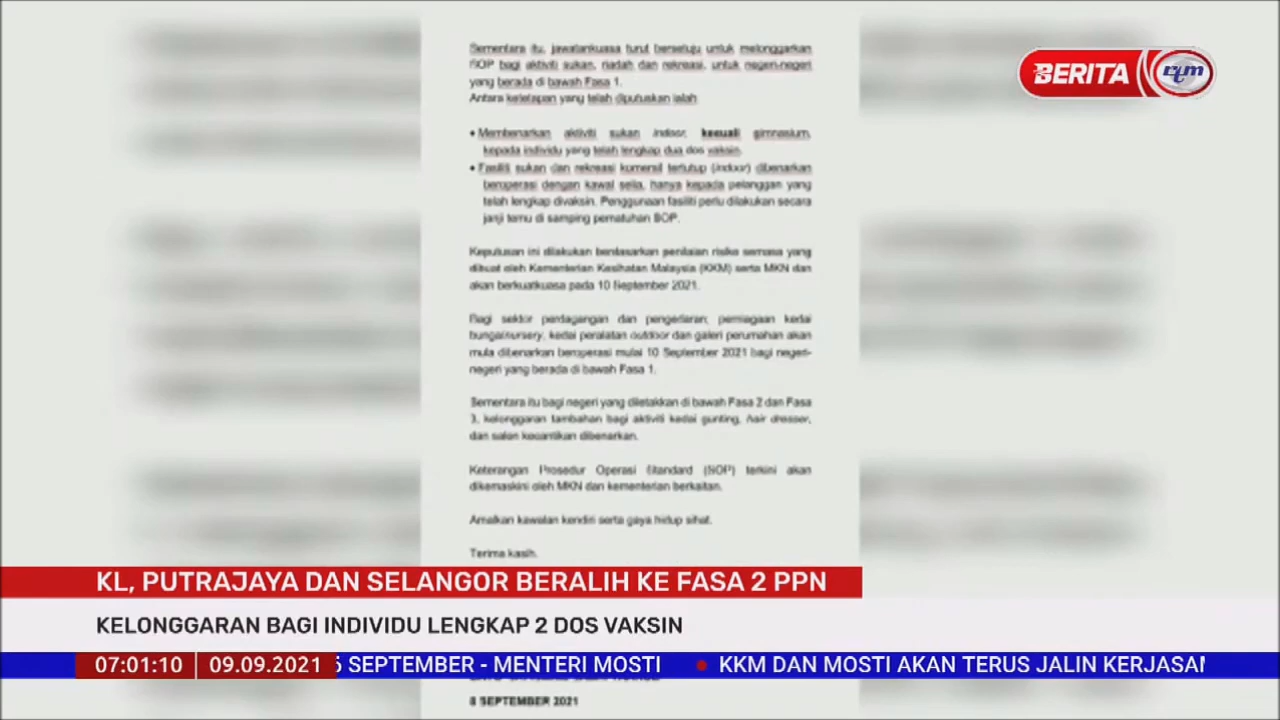 Sementara itu, jawatankuasa turut bersetuju untuk melonggarkan
SOP bagi aktiviti sukan, riadah dan rekreasi, untuk negeri-negeri
yang berada di bawah Fasa 1.
Antara ketetapan yang telah diputuskan ialah
• Membenarkan aktiviti sukan indoor, kecuali gimnasium,
kepada individu yang telah lengkap dua dos vaksin.
• Fasiliti sukan dan rekreasi komersil tertutup (indoor) dibenarkan
beroperasi dengan kawal selia, hanya kepada pelanggan yang
telah lengkap divaksin. Penggunaan fasiliti perlu dilakukan secara
janji temu di samping pematuhan SOP.
Keputusan ini dilakukan berdasarkan penilaian risiko semasa yang
dibuat oleh Kementerian Kesihatan Malaysia (KKM) serta MKN dan
akan berkuatkuasa pada 10 September 2021.
Bagi sektor perdagangan dan pengedaran, perniagaan kedai
bunga/nursery, kedai peralatan outdoor dan galeri perumahan akan
mula dibenarkan beroperasi mulai 10 September 2021 bagi negeri-
negeri yang berada di bawah Fasa 1.
Sementara itu bagi negeri yang diletakkan di bawah Fasa 2 dan Fasa
3, kelonggaran tambahan bagi aktiviti kedai gunting, hair dresser,
dan salon kecantikan dibenarkan.
Keterangan Prosedur Operasi Standard (SOP) terkini akan
dikemaskini oleh MKN dan kementerian berkaitan.
Amalkan kawalan kendiri serta gaya hidup sihat.
Terima kasih.
BERITA rtm
KL, PUTRAJAYA DAN SELANGOR BERALIH KE FASA 2 PPN
KELONGGARAN BAGI INDIVIDU LENGKAP 2 DOS VAKSIN
07:01:10 09.09.2021 6 SEPTEMBER - MENTERI MOSTI • KKM DAN MOSTI AKAN TERUS JALIN KERJASAM
8 SEPTEMBER 2021